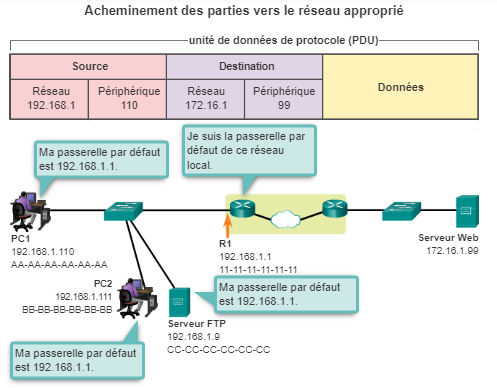 Acheminement des parties vers le réseau approprié
unité de données de protocole (PDU)
Source
Destination
Données
Réseau
192.168.1
Périphérique
110
Réseau
172.16.1
Périphérique
99
Je suis la passerelle par
défaut de ce réseau
local.
Ma passerelle par défaut
est 192.168.1.1.
PC1
192.168.1.110
AA-AA-AA-AA-AA-AA
R1
192.168.1.1
11-11-11-11-11-11
Serveur Web
172.16.1.99
PC2
192.168.1.111
BB-BB-BB-BB-BB-BB
Ma passerelle par défaut
est 192.168.1.1.
Serveur FTP
192.168.1.9
CC-CC-CC-CC-CC-CC
Ma passerelle par défaut
est 192.168.1.1.